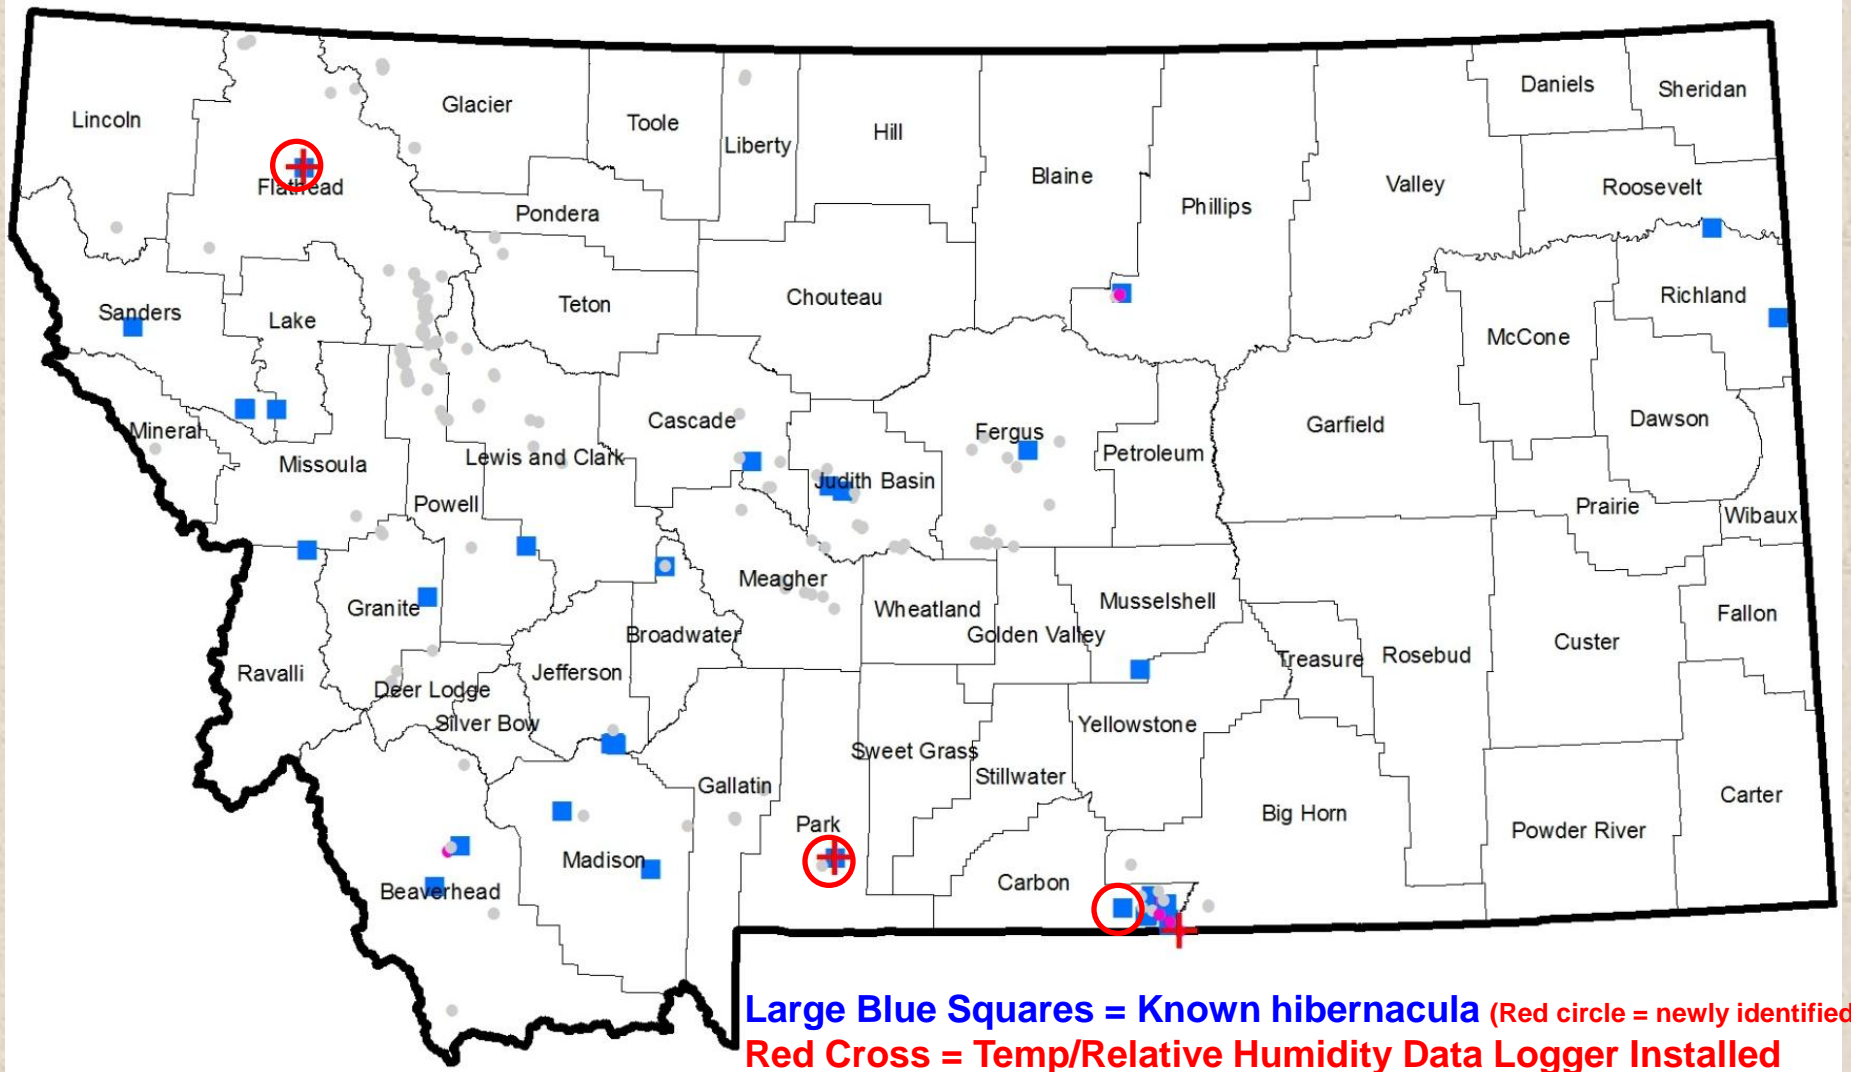 Daniels
Sheridan
Lincoln
Glacier
Toole
Liberty
Hill
Blaine
Phillips
Valley
Roosevelt
Flathead
Pondera
Sanders
Lake
Teton
Chouteau
McCone
Richland
Mineral
Missoula
Lewis and Clark
Cascade
Judith Basin
Fergus
Petroleum
Garfield
Dawson
Powell
Prairie
Wibaux
Granite
Meagher
Wheatland
Golden Valley
Musselshell
Fallon
Ravalli
Deer Lodge
Silver Bow
Jefferson
Broadwater
Treasure
Rosebud
Custer
Gallatin
Sweet Grass
Stillwater
Yellowstone
Park
Big Horn
Powder River
Carter
Beaverhead
Madison
Carbon
Large Blue Squares = Known hibernacula (Red circle = newly identified
Red Cross = Temp/Relative Humidity Data Logger Installed